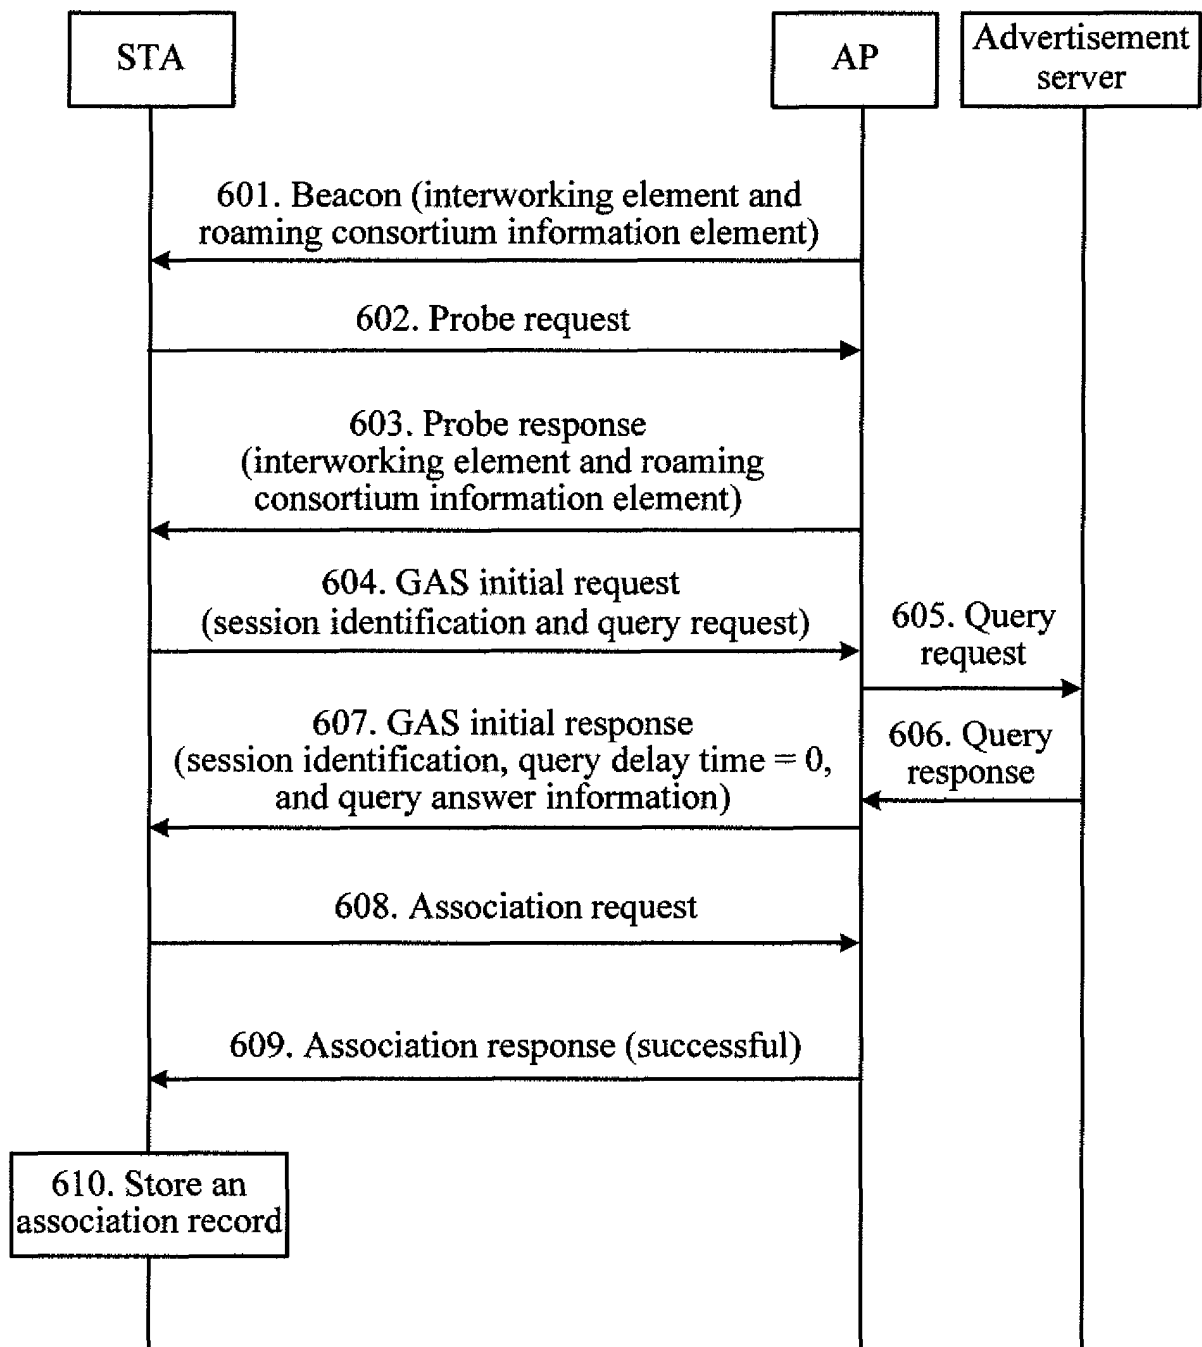 STA
AP
Advertisement
server
601. Beacon (interworking element and
roaming consortium information element)
602. Probe request
603. Probe response
(interworking element and roaming
consortium information element)
604. GAS initial request
(session identification and query request)
605. Query
request
607. GAS initial response
(session identification, query delay time = 0,
and query answer information)
606. Query
response
608. Association request
609. Association response (successful)
610. Store an
association record